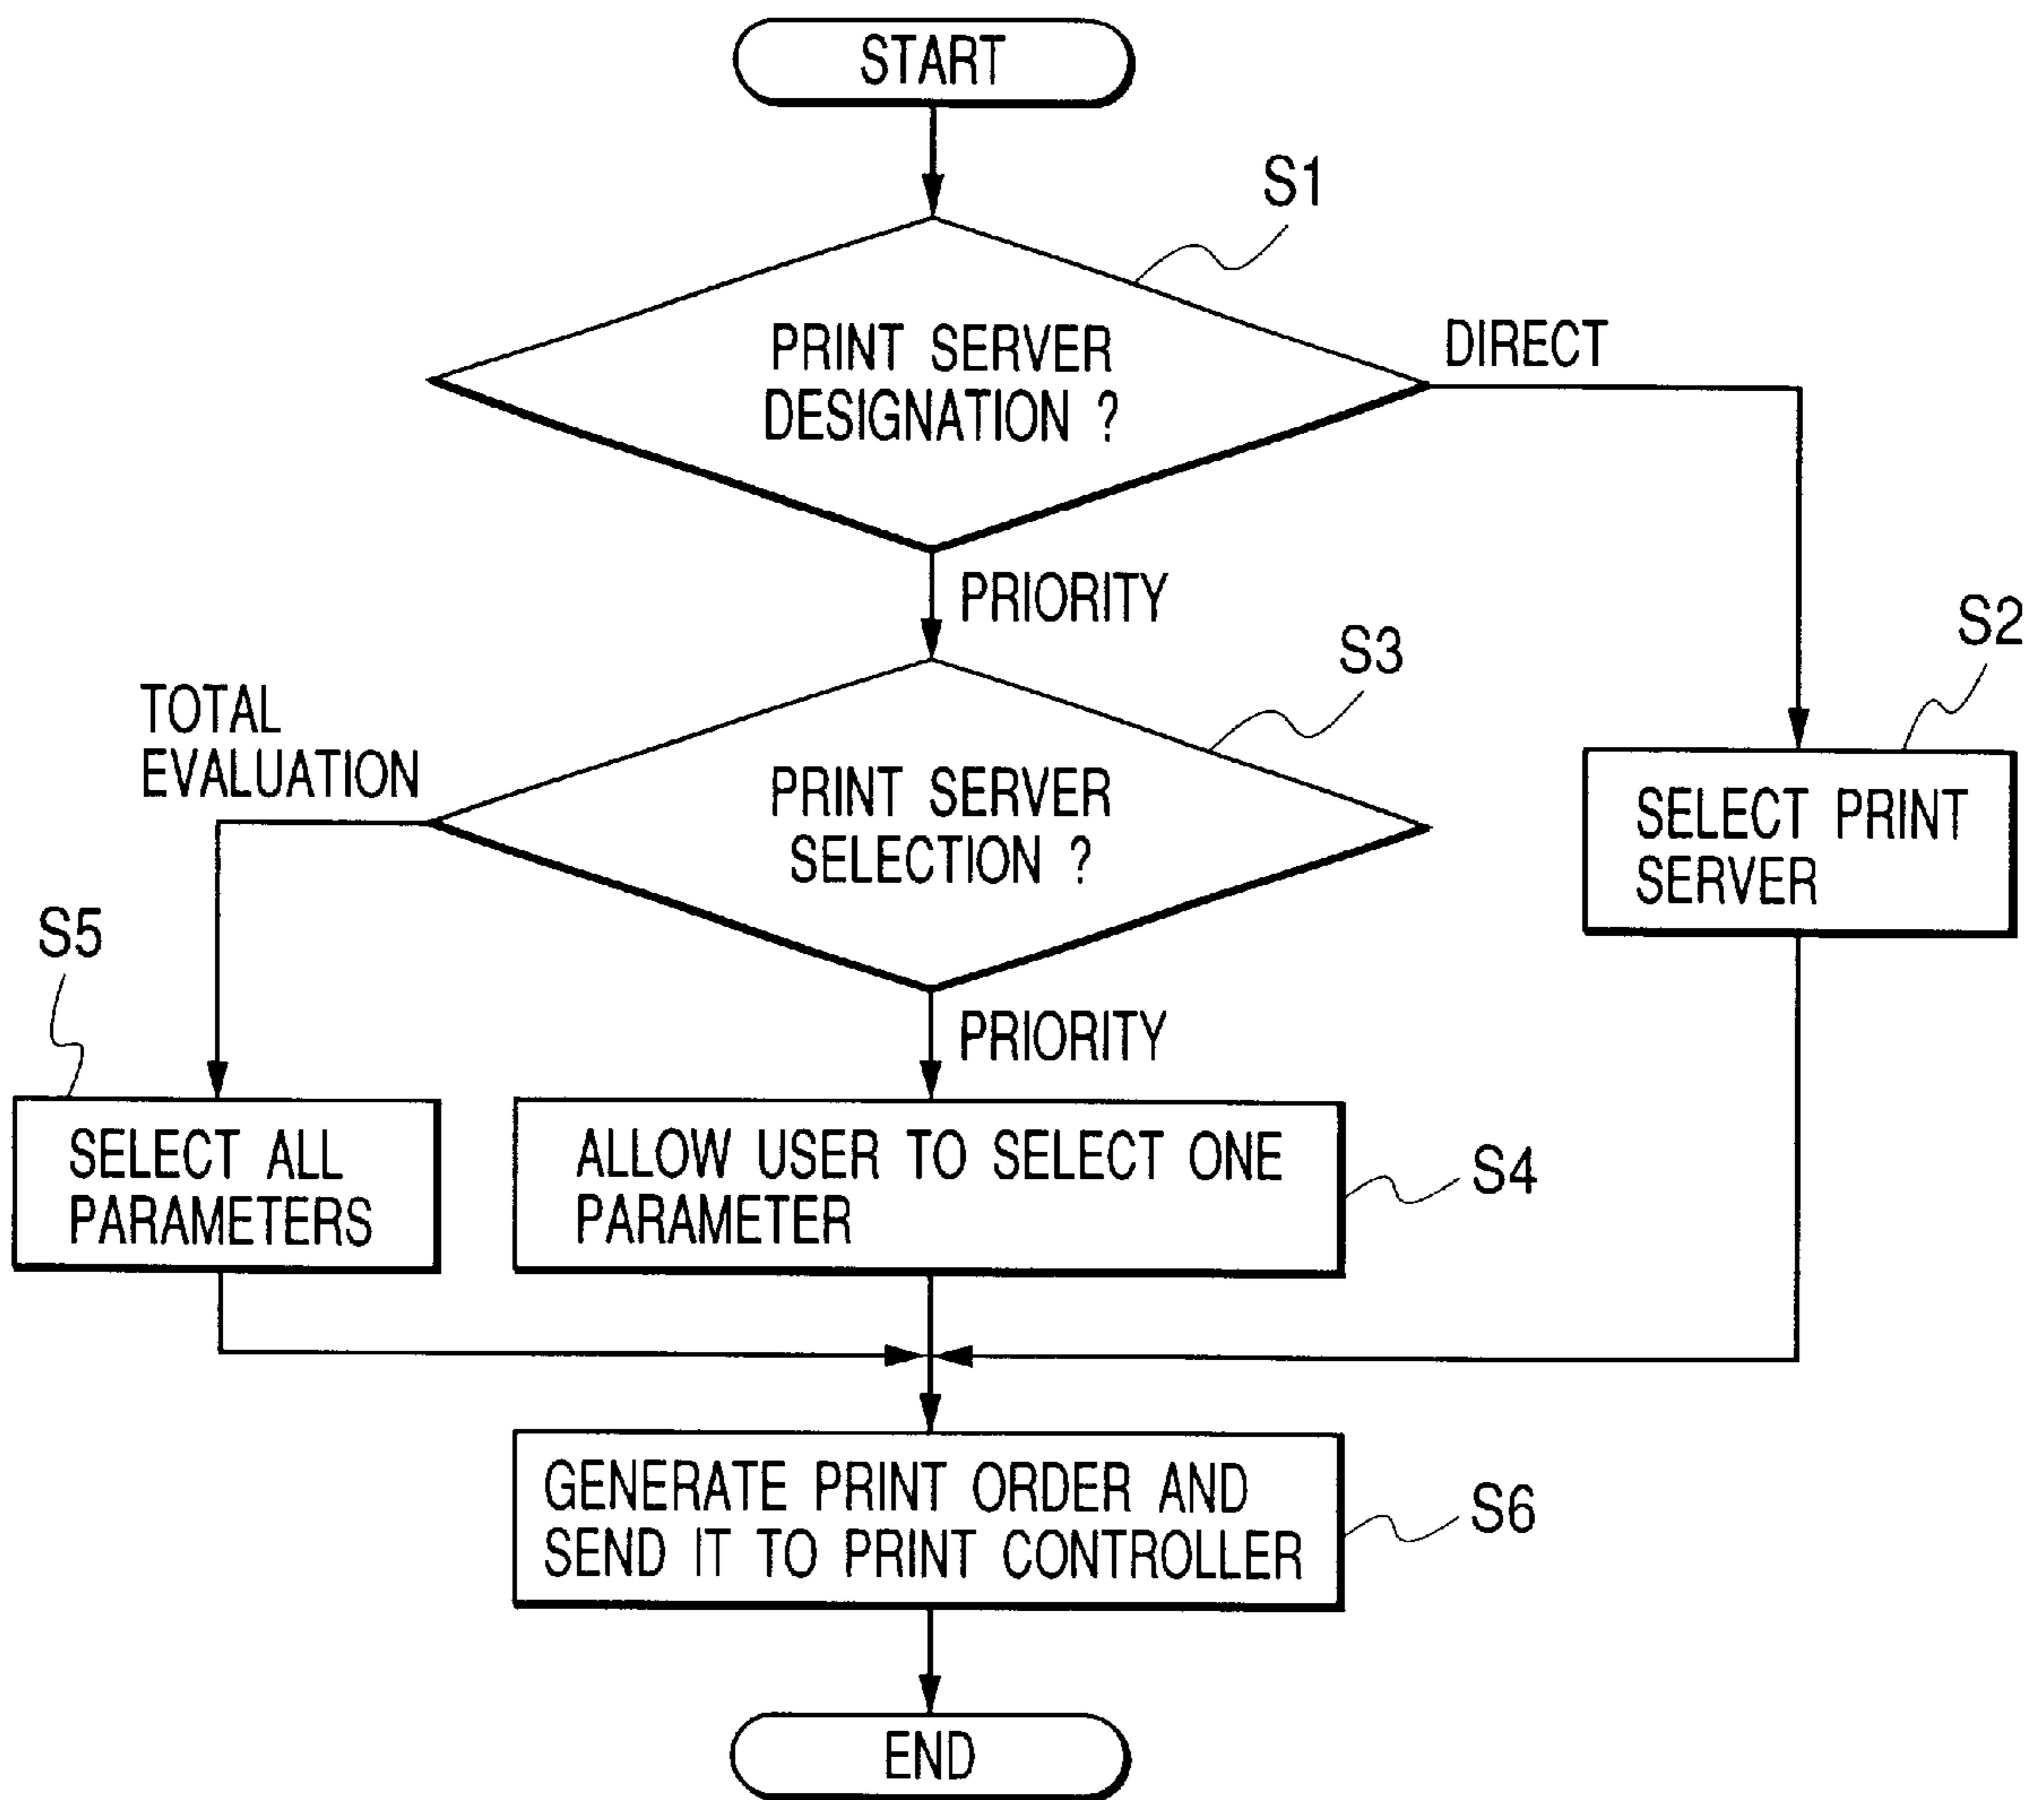 START
S1
PRINT SERVER
DESIGNATION ?
DIRECT
PRIORITY
S2
S3
TOTAL
EVALUATION
PRINT SERVER
SELECTION ?
SELECT PRINT
SERVER
S5
PRIORITY
SELECT ALL
PARAMETERS
ALLOW USER TO SELECT ONE
PARAMETER
S4
GENERATE PRINT ORDER AND
SEND IT TO PRINT CONTROLLER
S6
END